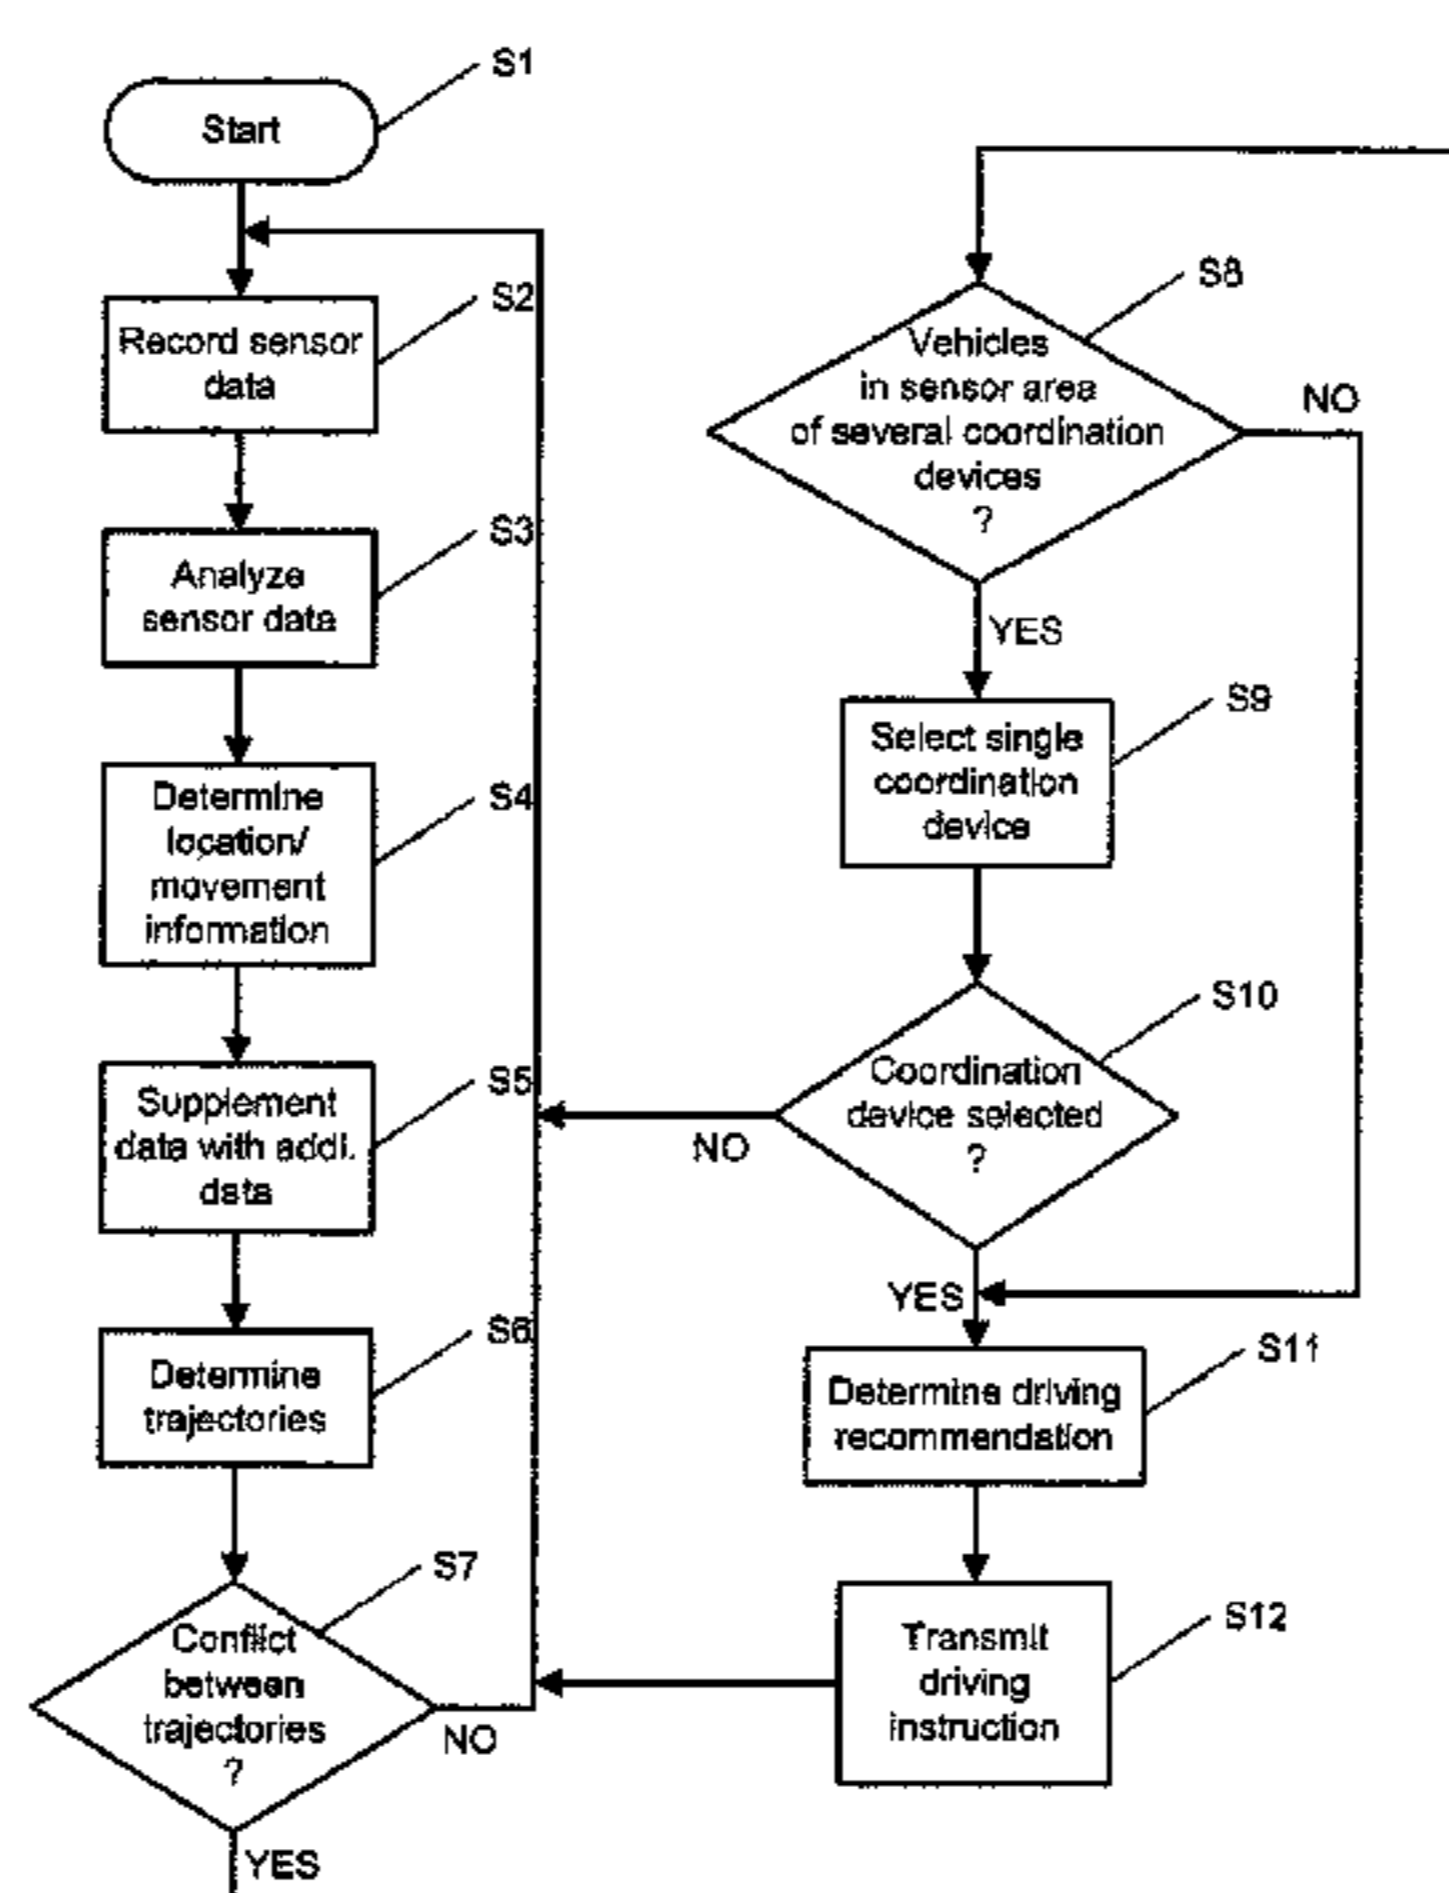 S1
Start
S2
Record sensor
data
S3
Analyze
sensor data
S4
Determine
location/
movement
information
S5
Supplement
data with addl.
data
S6
Determine
trajectories
S7
Conflict
between
trajectories
?
NO
YES
S8
Vehicles
in sensor area
of several coordination
devices
?
NO
YES
S9
Select single
coordination
device
S10
Coordination
device selected
?
NO
YES
S11
Determine driving
recommendation
S12
Transmit
driving
instruction